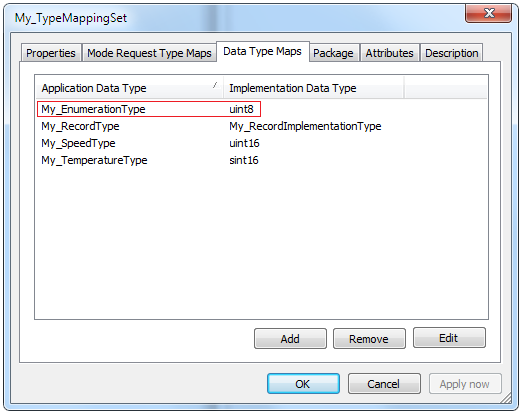 My_TypeMappingSet
Properties Mode Request Type Maps Data Type Maps Package Attributes Description
Application Data Type Implementation Data Type
My_EnumerationType uint8
My_RecordType My_RecordImplementationType
My_SpeedType uint16
My_TemperatureType sint16
Add Remove Edit
OK Cancel Apply now